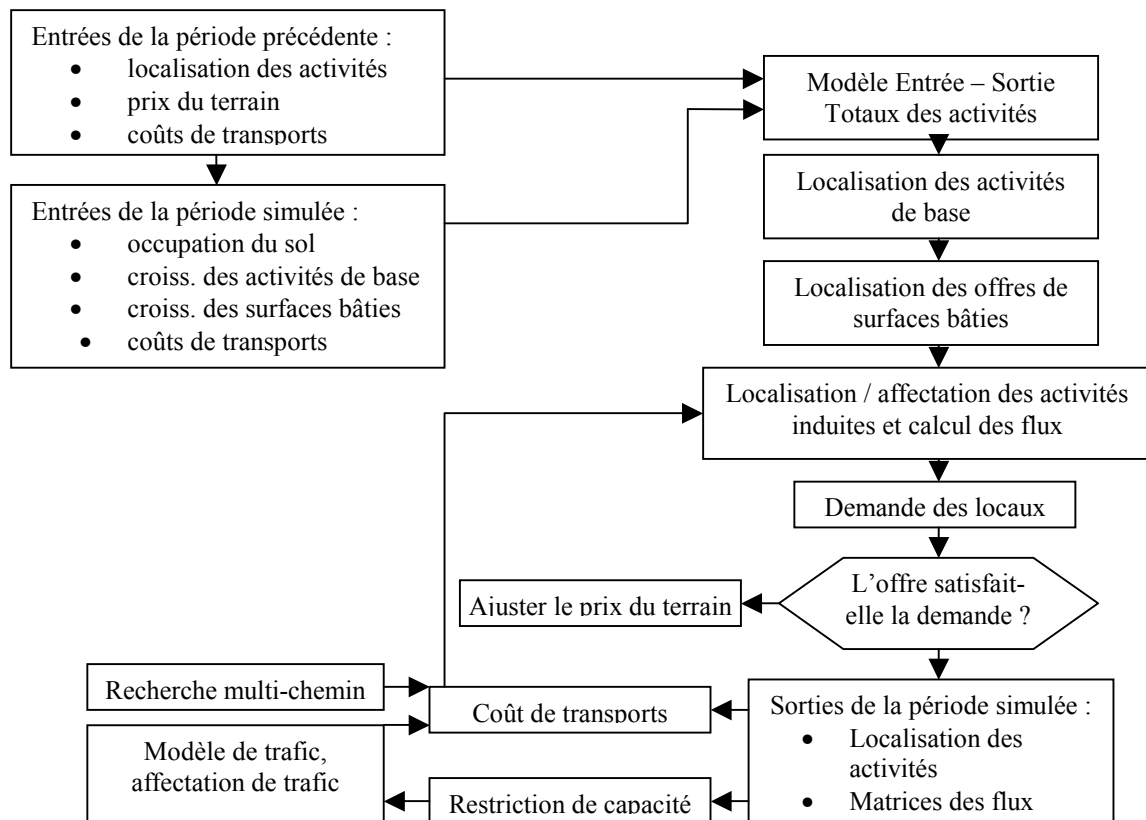 Entrées de la période précédente :
• localisation des activités
• prix du terrain
• coûts de transports
Entrées de la période simulée :
• occupation du sol
• croiss. des activités de base
• croiss. des surfaces bâties
• coûts de transports
Modèle Entrée – Sortie
Totaux des activités
Localisation des activités
de base
Localisation des offres de
surfaces bâties
Localisation / affectation des activités
induites et calcul des flux
Demande des locaux
L’offre satisfait-
elle la demande ?
Ajuster le prix du terrain
Recherche multi-chemin
Coût de transports
Modèle de trafic,
affectation de trafic
Restriction de capacité
Sorties de la période simulée :
• Localisation des
activités
• Matrices des flux